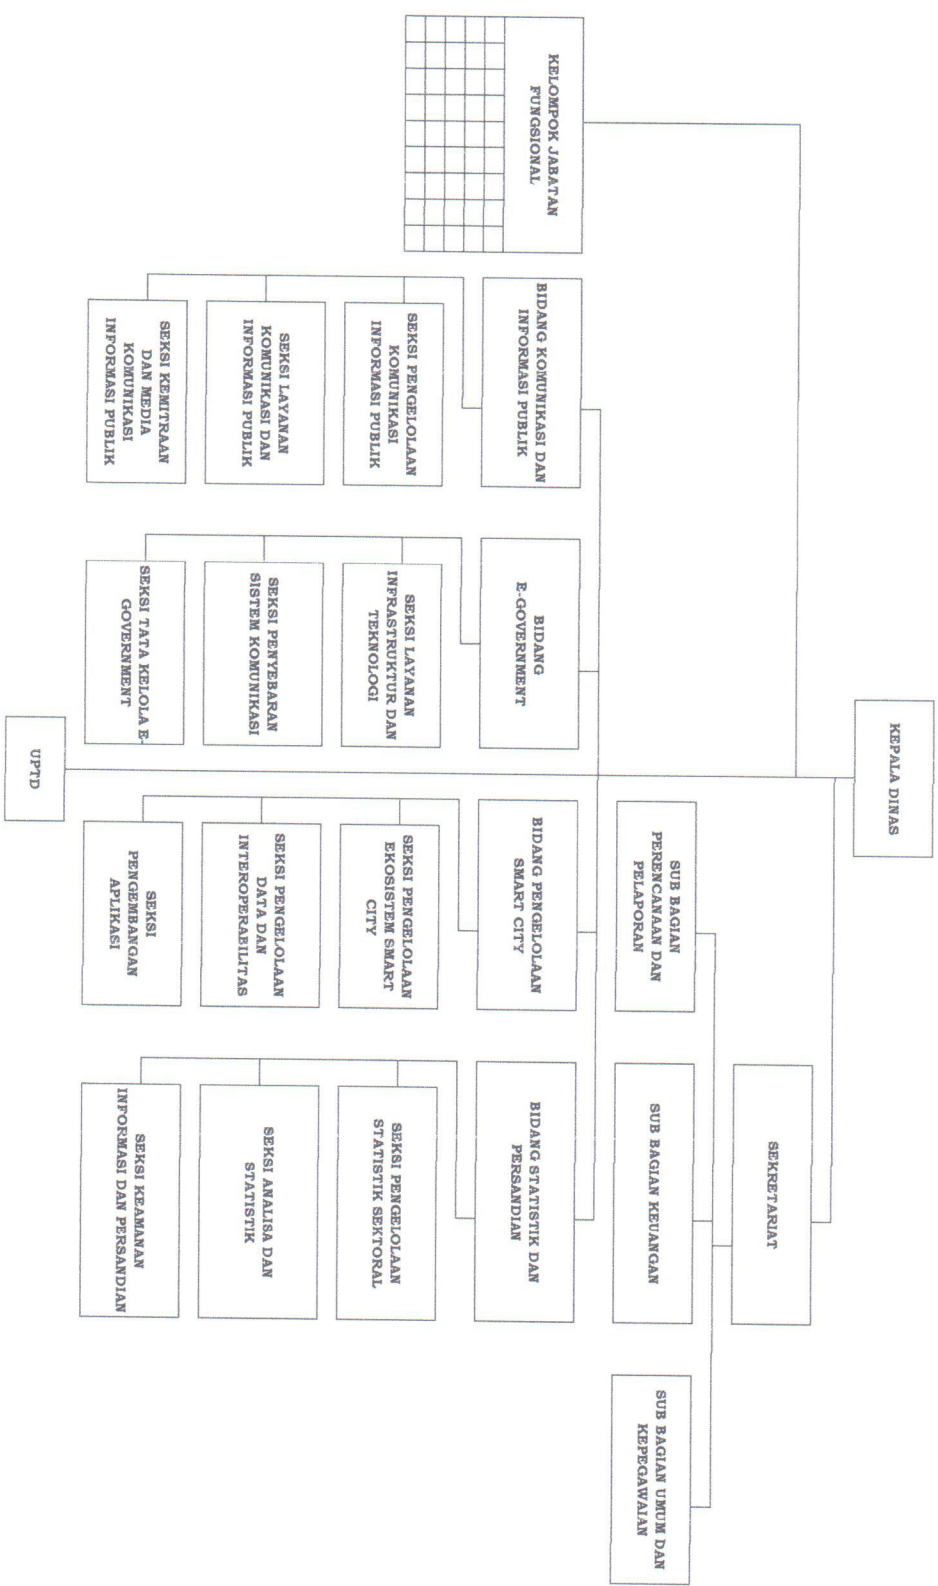 KEPALA DINAS
SEKRETARIAT
SUB BAGIAN
PERENCANAAN DAN
PELAPORAN
SUB BAGIAN KEUANGAN
SUB BAGIAN UMUM DAN
KEPEGAWAIAN
KELOMPOK JABATAN
FUNGSIONAL
BIDANG KOMUNIKASI DAN
INFORMASI PUBLIK
SEKSI PENGELOLAAN
KOMUNIKASI
INFORMASI PUBLIK
SEKSI LAYANAN
KOMUNIKASI DAN
INFORMASI PUBLIK
SEKSI KEMITRAAN
DAN MEDIA
KOMUNIKASI
INFORMASI PUBLIK
BIDANG
E-GOVERNMENT
SEKSI LAYANAN
INFRASTRUKTUR DAN
TEKNOLOGI
SEKSI PENYEBARAN
SISTEM KOMUNIKASI
SEKSI TATA KELOLA E-
GOVERNMENT
BIDANG PENGELOLAAN
SMART CITY
SEKSI PENGELOLAAN
EKOSISTEM SMART
CITY
SEKSI PENGELOLAAN
DATA DAN
INTEROPERABILITAS
SEKSI
PENGEMBANGAN
APLIKASI
BIDANG STATISTIK DAN
PERSANDIAN
SEKSI PENGELOLAAN
STATISTIK SEKTORAL
SEKSI ANALISA DAN
STATISTIK
SEKSI KEAMANAN
INFORMASI DAN PERSANDIAN
UPTD